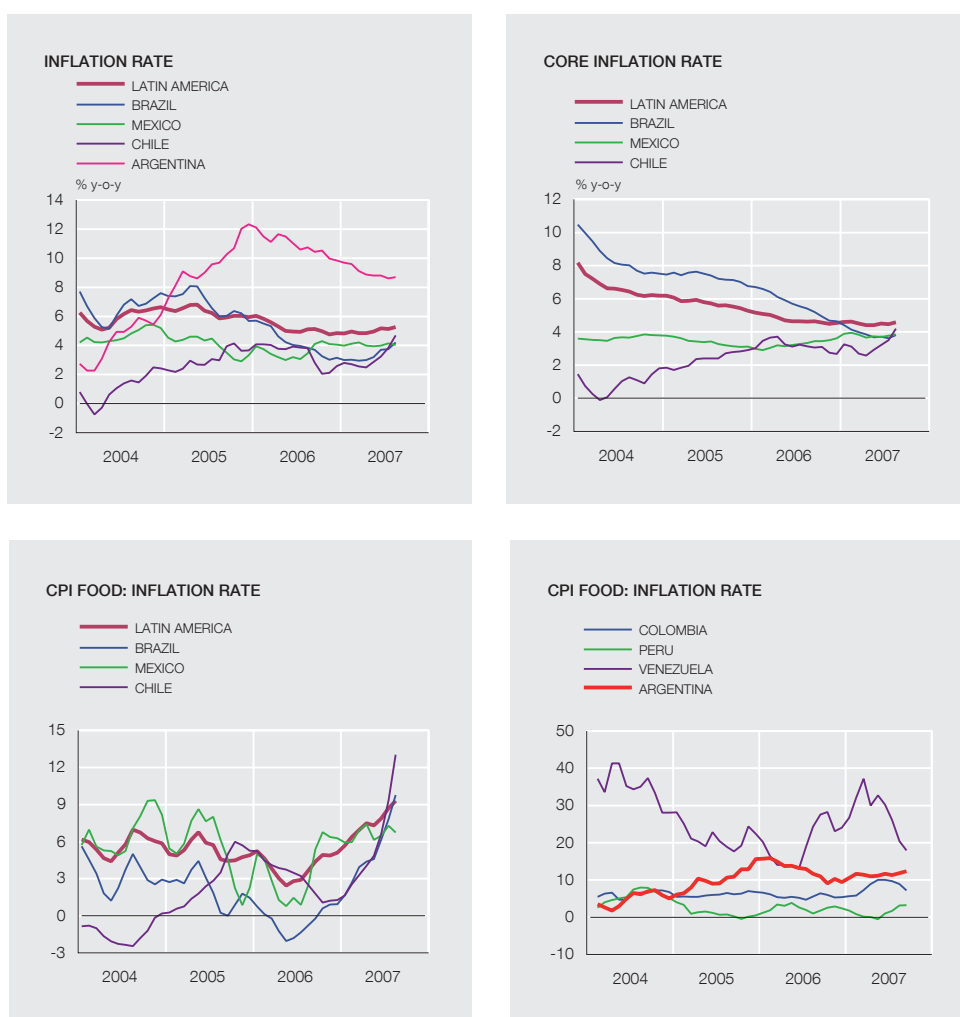 INFLATION RATE
LATIN AMERICA
BRAZIL
MEXICO
CHILE
ARGENTINA
% y-o-y
14
12
10
8
6
4
2
0
-2
2004 2005 2006 2007
CORE INFLATION RATE
LATIN AMERICA
BRAZIL
MEXICO
CHILE
% y-o-y
12
10
8
6
4
2
0
-2
2004 2005 2006 2007
CPI FOOD: INFLATION RATE
LATIN AMERICA
BRAZIL
MEXICO
CHILE
15
12
9
6
3
0
-3
2004 2005 2006 2007
CPI FOOD: INFLATION RATE
COLOMBIA
PERU
VENEZUELA
ARGENTINA
50
40
30
20
10
0
-10
2004 2005 2006 2007